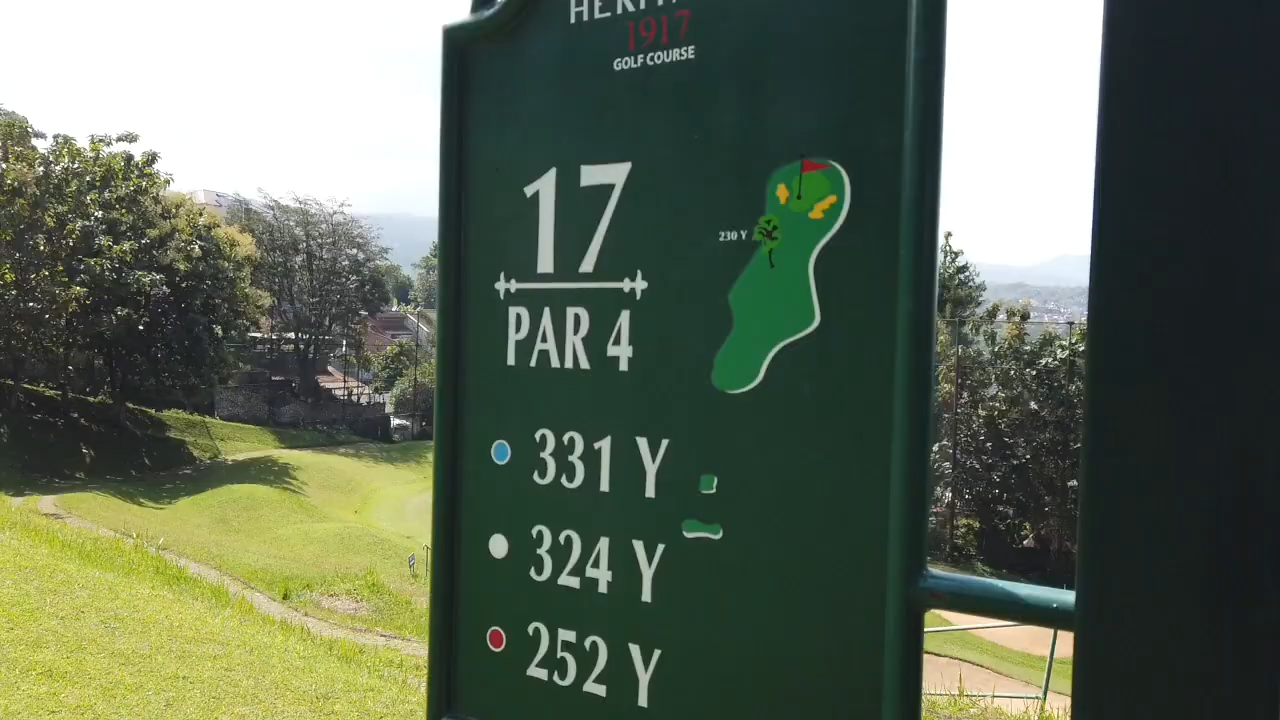 1917
GOLF COURSE
17
PAR 4
230 Y
331 Y
324 Y
252 Y